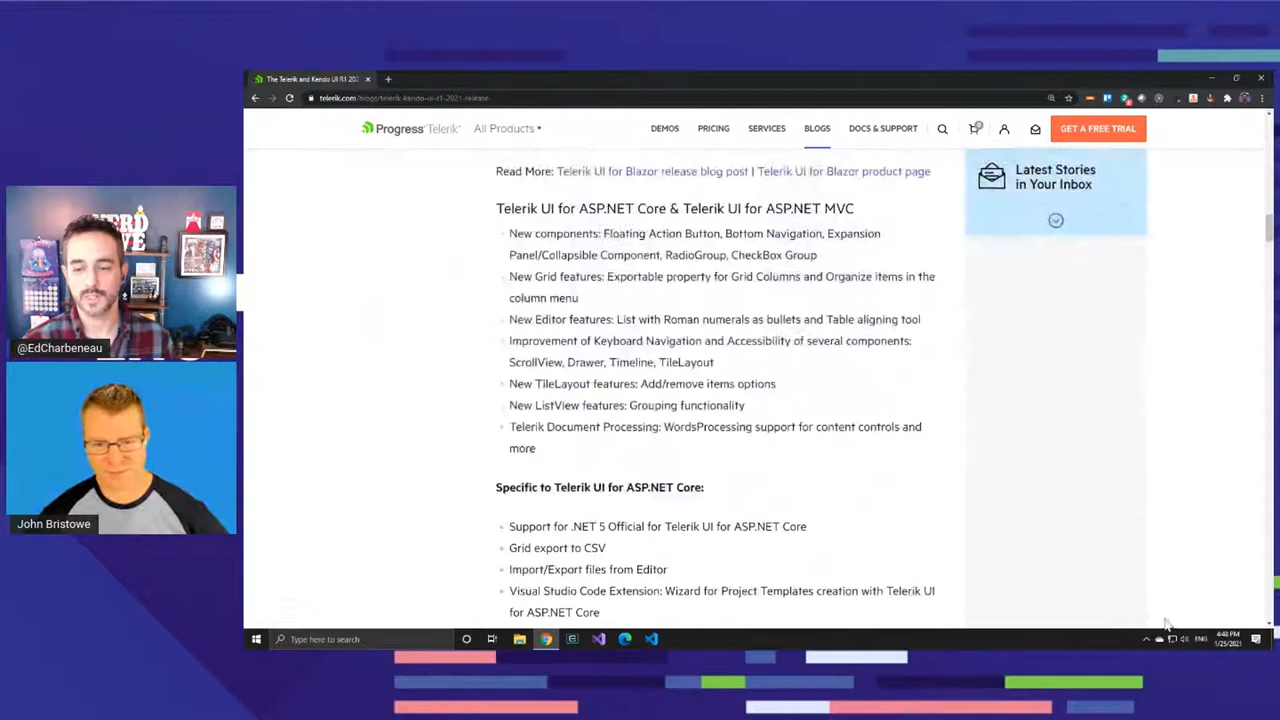 The Telerik and Kendo UI R1 202
telerik.com/blogs/telerik-kendo-ui-r1-2021-release
Progress Telerik
All Products
DEMOS
PRICING
SERVICES
BLOGS
DOCS & SUPPORT
0
GET A FREE TRIAL
Read More: Telerik UI for Blazor release blog post | Telerik UI for Blazor product page
Latest Stories
in Your Inbox
Telerik UI for ASP.NET Core & Telerik UI for ASP.NET MVC
New components: Floating Action Button, Bottom Navigation, Expansion
Panel/Collapsible Component, RadioGroup, CheckBox Group
New Grid features: Exportable property for Grid Columns and Organize items in the
column menu
New Editor features: List with Roman numerals as bullets and Table aligning tool
Improvement of Keyboard Navigation and Accessibility of several components:
ScrollView, Drawer, Timeline, TileLayout
New TileLayout features: Add/remove items options
New ListView features: Grouping functionality
Telerik Document Processing: WordsProcessing support for content controls and
more
Specific to Telerik UI for ASP.NET Core:
Support for .NET 5 Official for Telerik UI for ASP.NET Core
Grid export to CSV
Import/Export files from Editor
Visual Studio Code Extension: Wizard for Project Templates creation with Telerik UI
for ASP.NET Core
NERD
@EdCharbeneau
John Bristowe
Type here to search
ENG
4:40 PM
1/25/2021